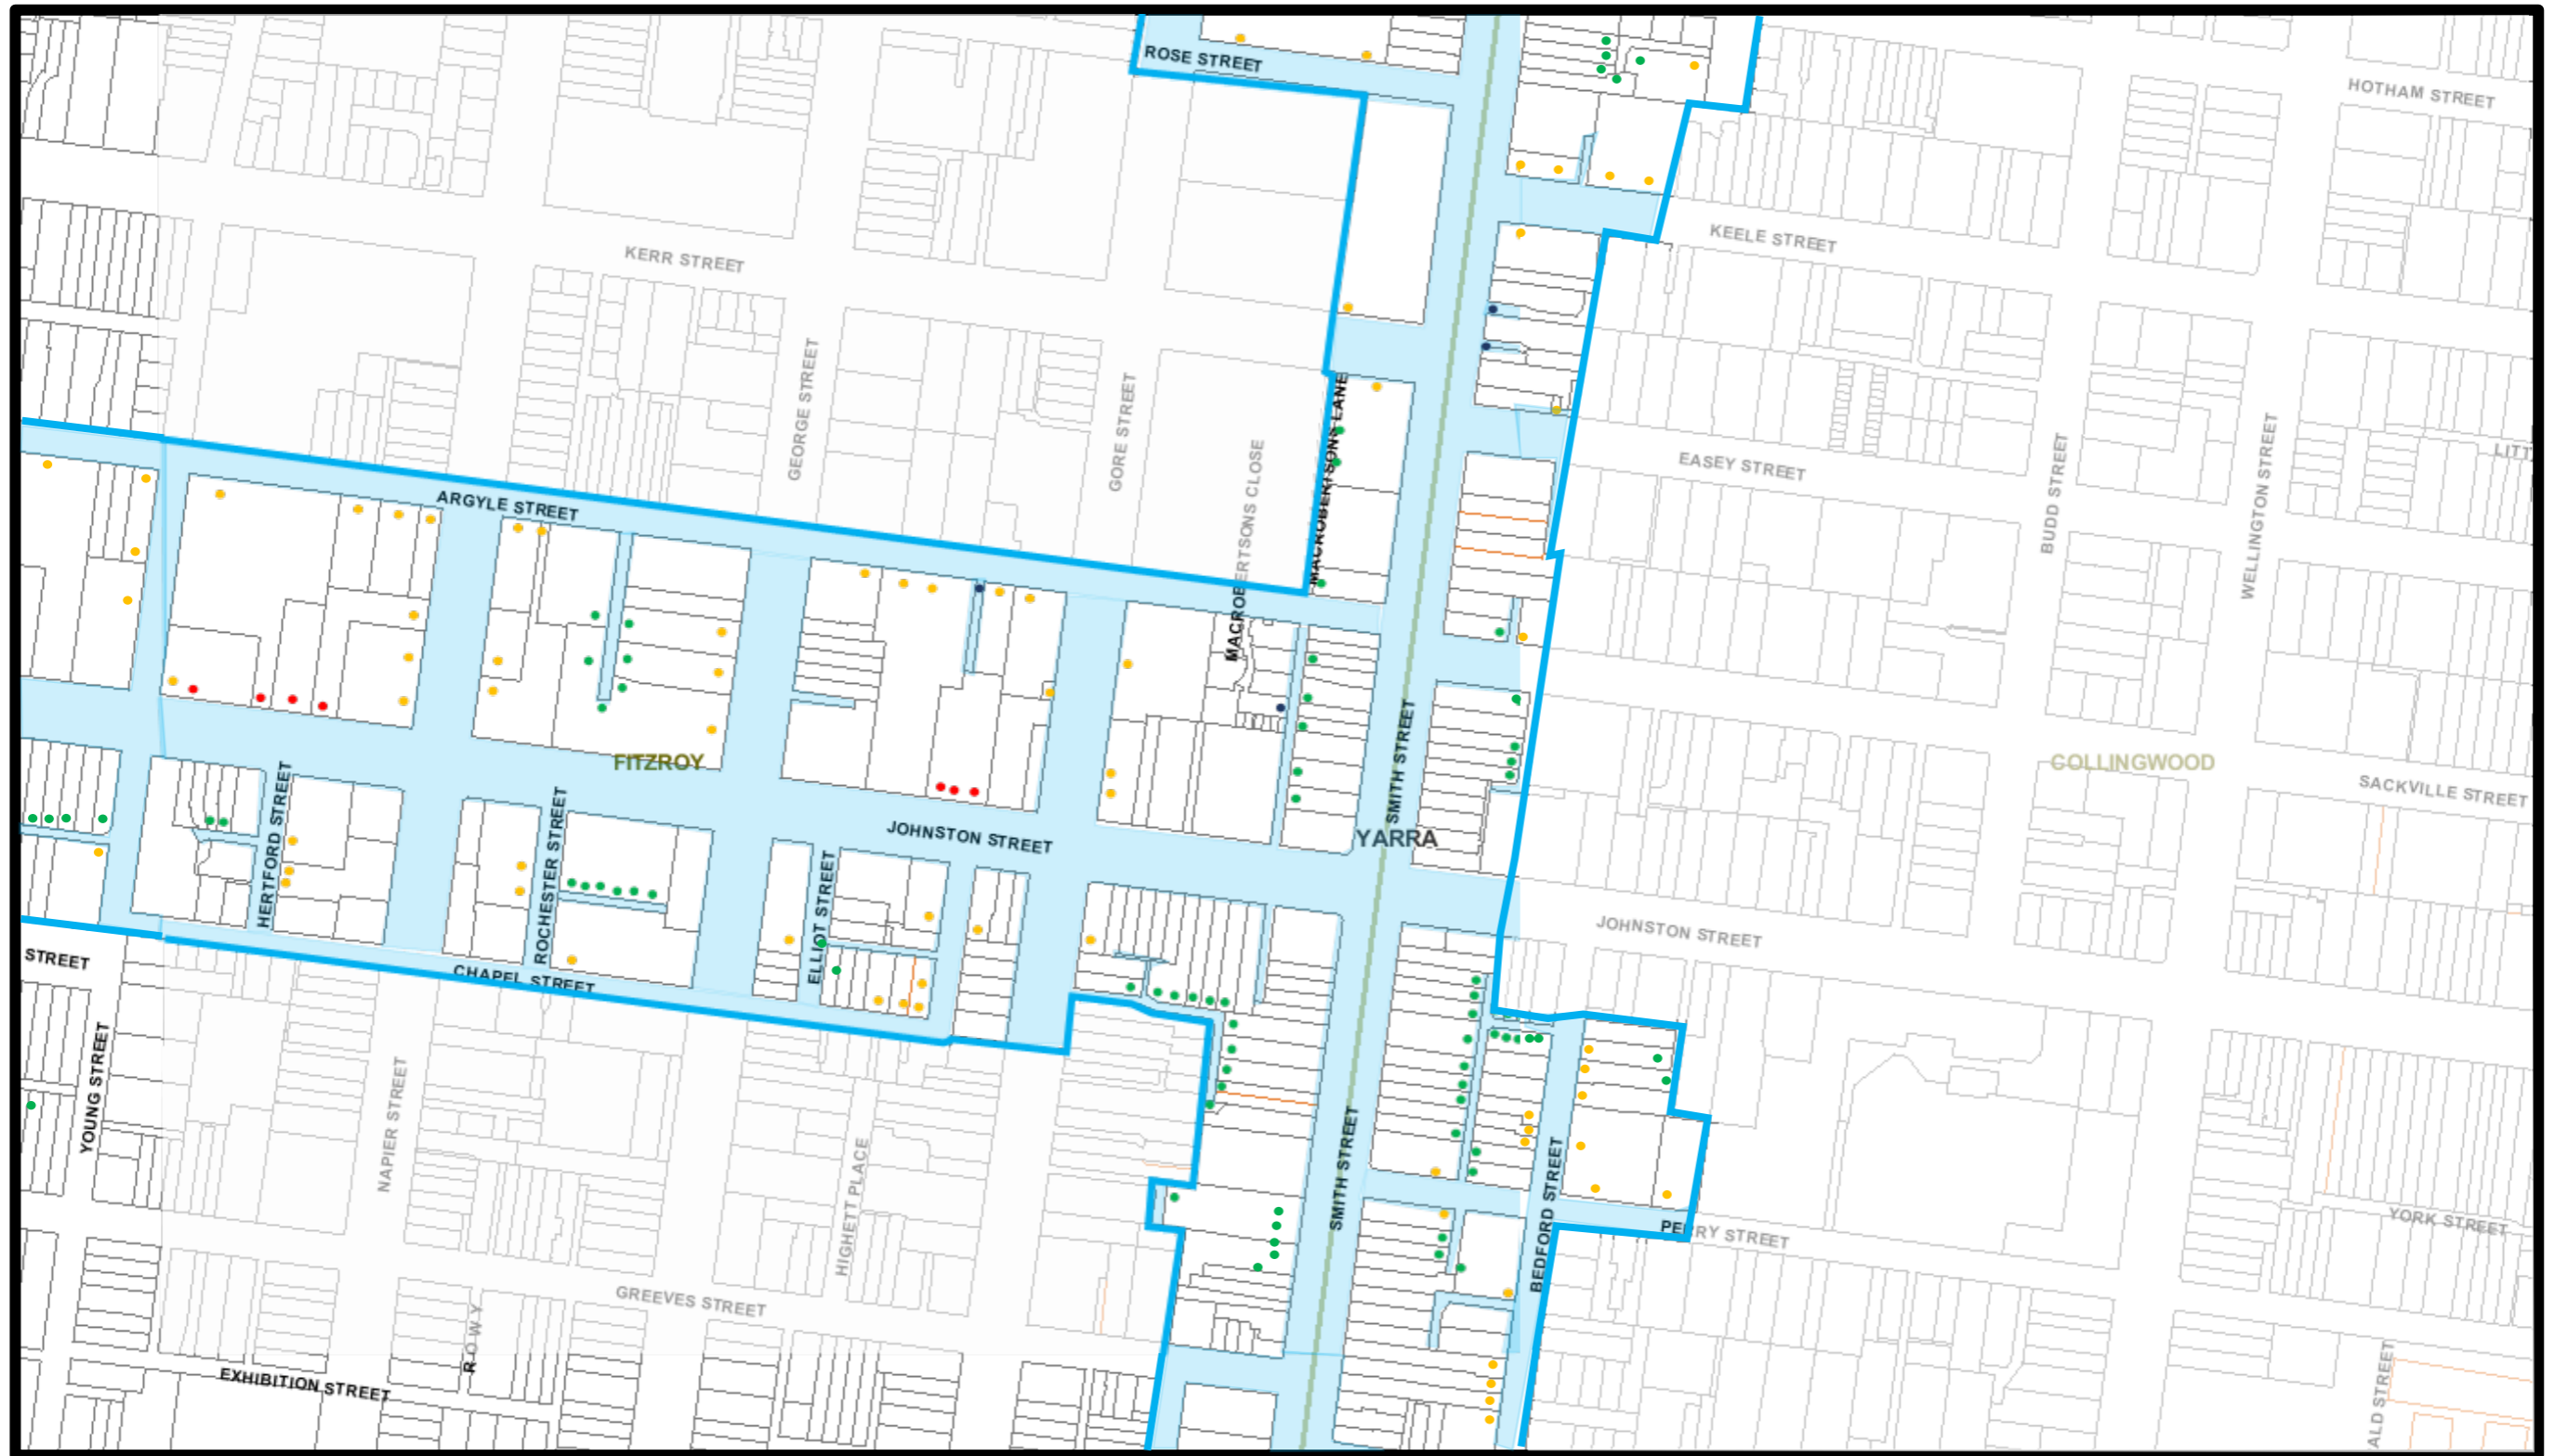 ROSE STREET
HOTHAM STREET
KEELE STREET
KERR STREET
GEORGE STREET
GORE STREET
MACROBERTSONS LANE
MACROBERTSONS CLOSE
EASEY STREET
BUDD STREET
WELLINGTON STREET
LITT
ARGYLE STREET
SMITH STREET
FITZROY
COLLINGWOOD
SACKVILLE STREET
HERTFORD STREET
ROCHESTER STREET
JOHNSTON STREET
YARRA
ELLIOT STREET
JOHNSTON STREET
STREET
CHAPEL STREET
YOUNG STREET
NAPIER STREET
HIGHETT PLACE
SMITH STREET
BEDFORD STREET
PERRY STREET
YORK STREET
GREEVES STREET
R O W Y
EXHIBITION STREET
ALD STREET